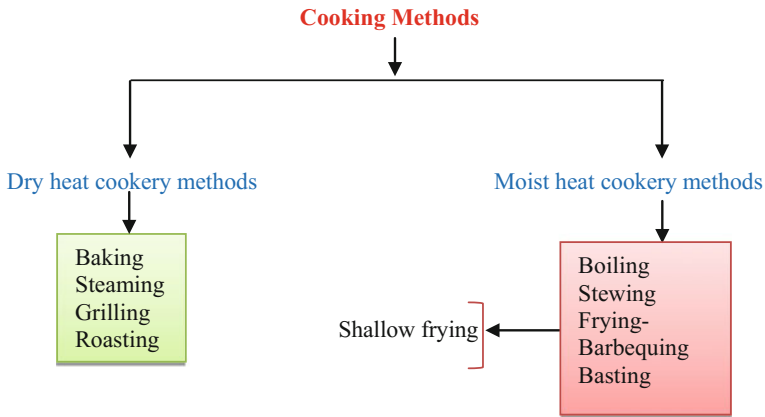 Cooking Methods
Dry heat cookery methods
Moist heat cookery methods
Baking
Steaming
Grilling
Roasting
Shallow frying
Boiling
Stewing
Frying-
Barbequing
Basting